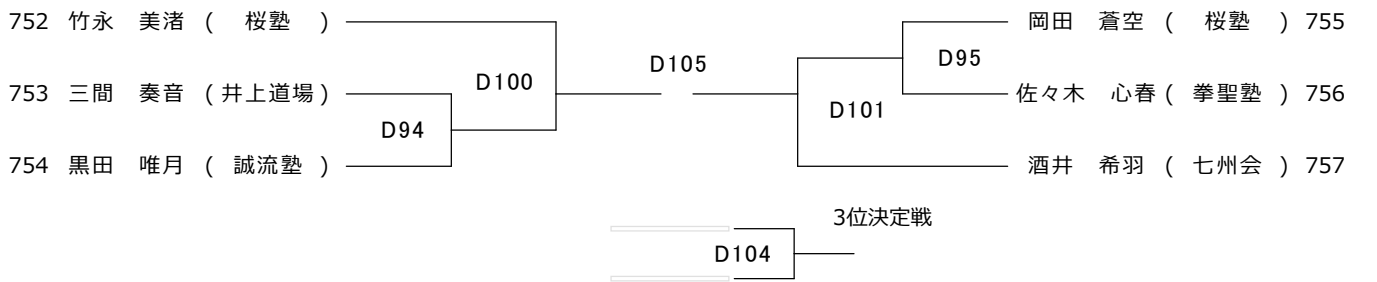 752 竹永　美渚 (　桜塾　)
岡田　蒼空 (　桜塾　) 755
D105
D95
D100
753 三間　奏音 (井上道場)
佐々木　心春 (　拳聖塾　) 756
D101
D94
754 黒田　唯月 (　誠流塾　)
酒井　希羽 (　七州会　) 757
3位決定戦
D104